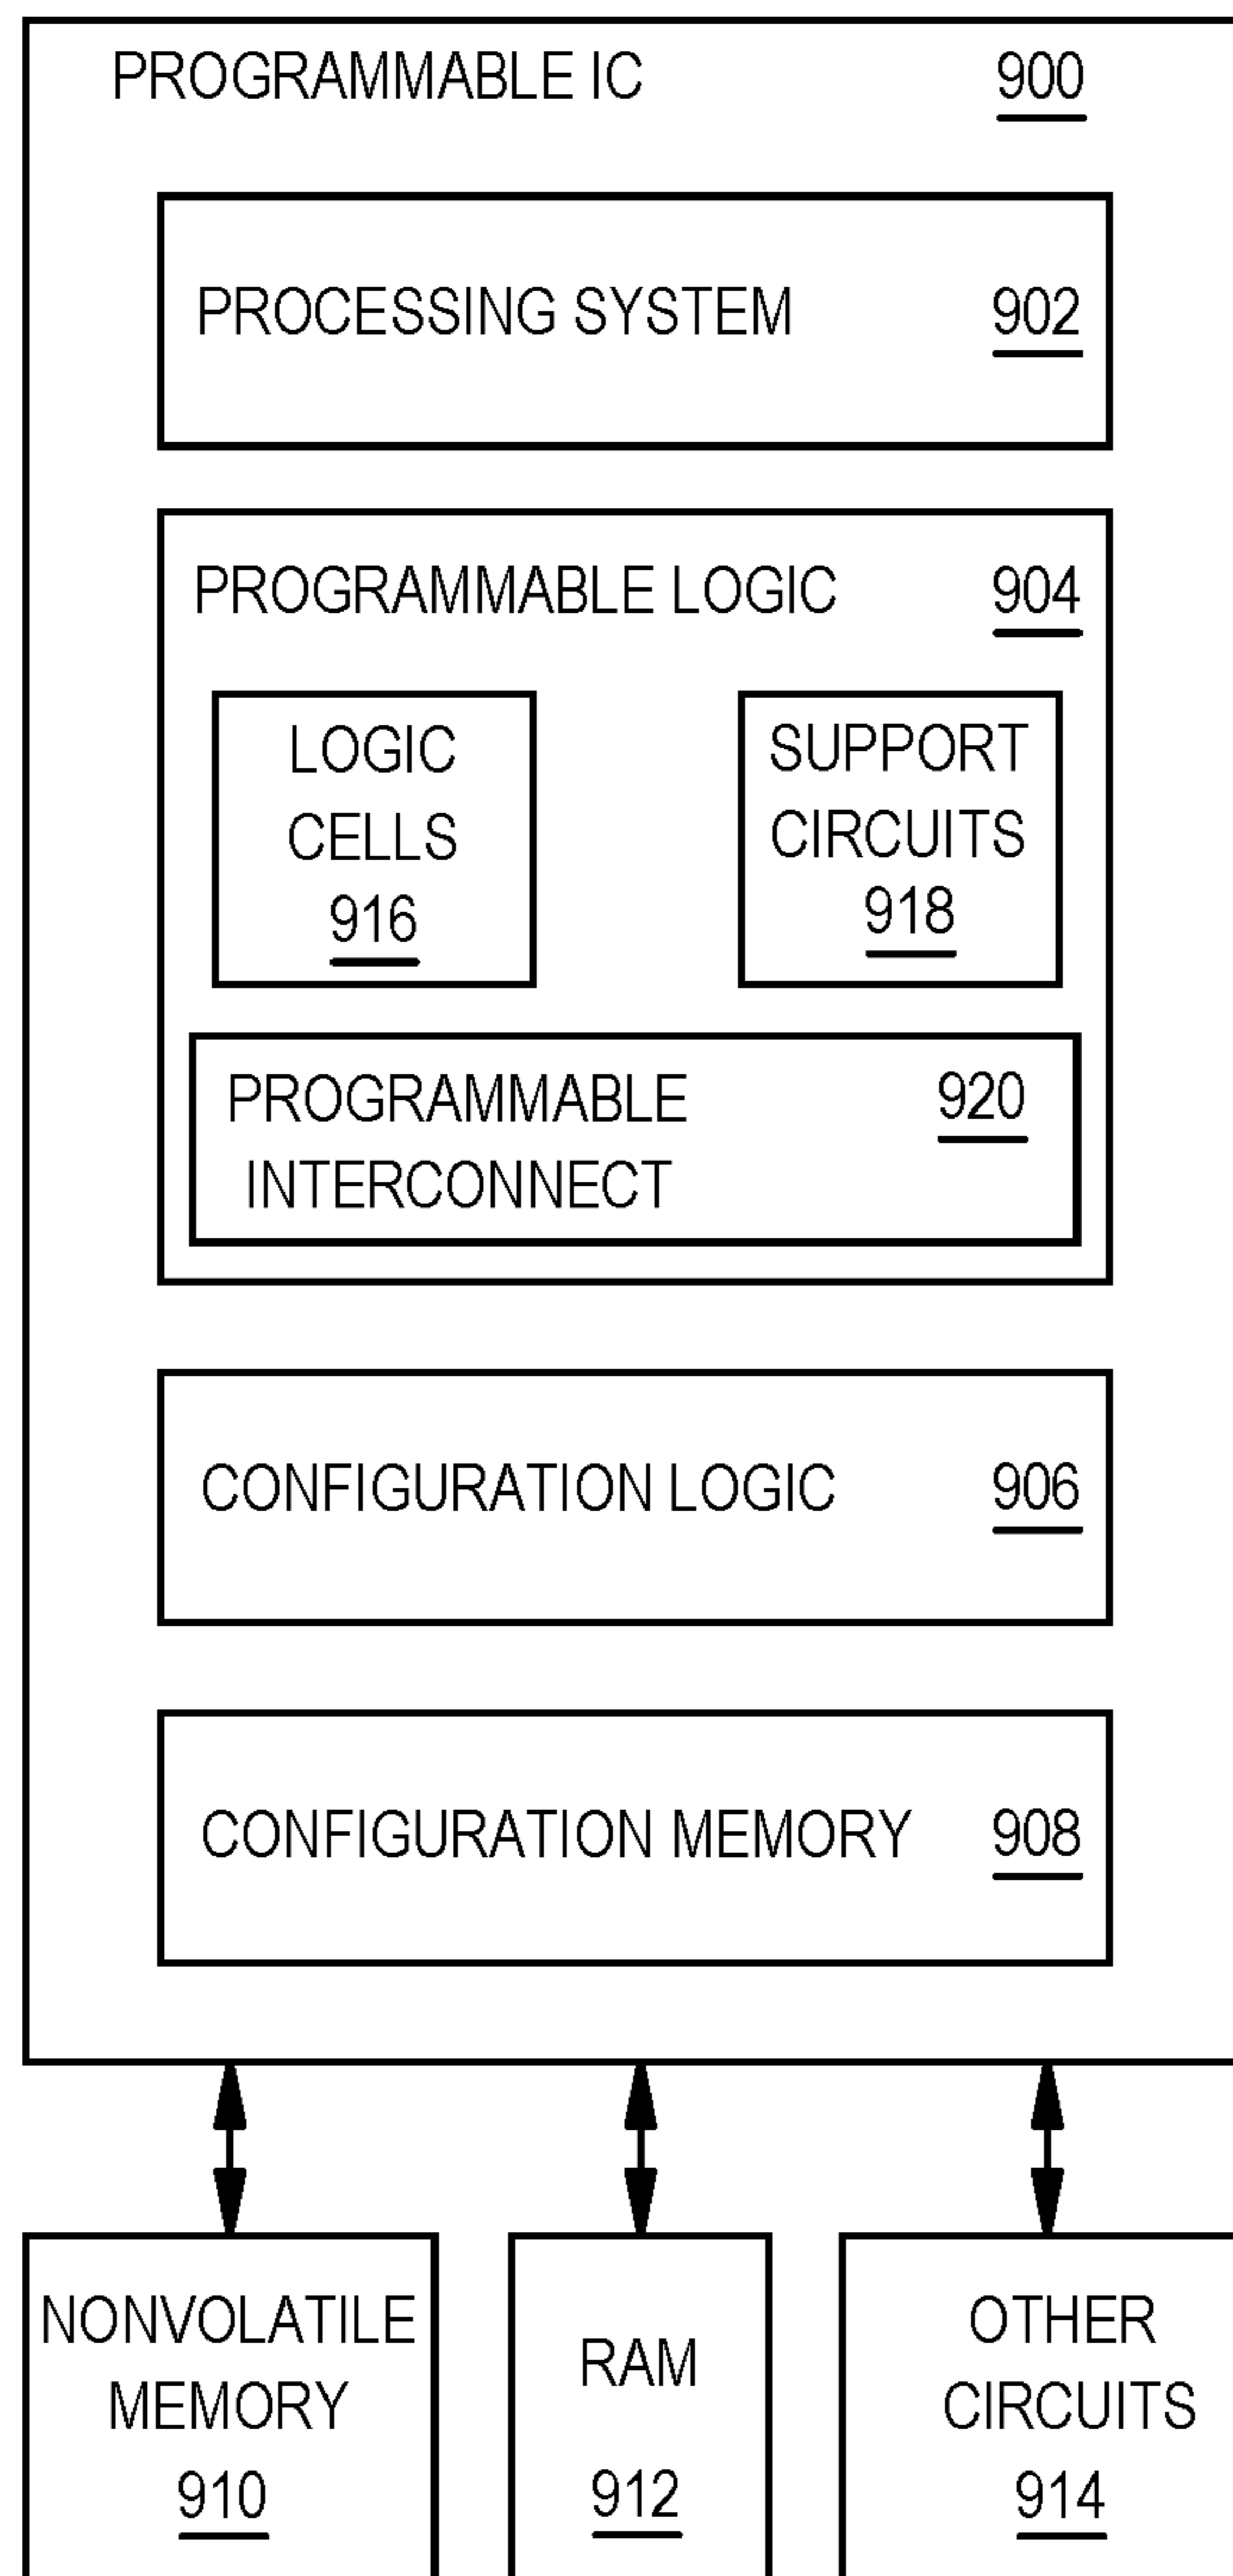 PROGRAMMABLE IC 900
PROCESSING SYSTEM 902
PROGRAMMABLE LOGIC 904
LOGIC
CELLS
916
SUPPORT
CIRCUITS
918
PROGRAMMABLE 920
INTERCONNECT
CONFIGURATION LOGIC 906
CONFIGURATION MEMORY 908
NONVOLATILE
MEMORY
910
RAM
912
OTHER
CIRCUITS
914